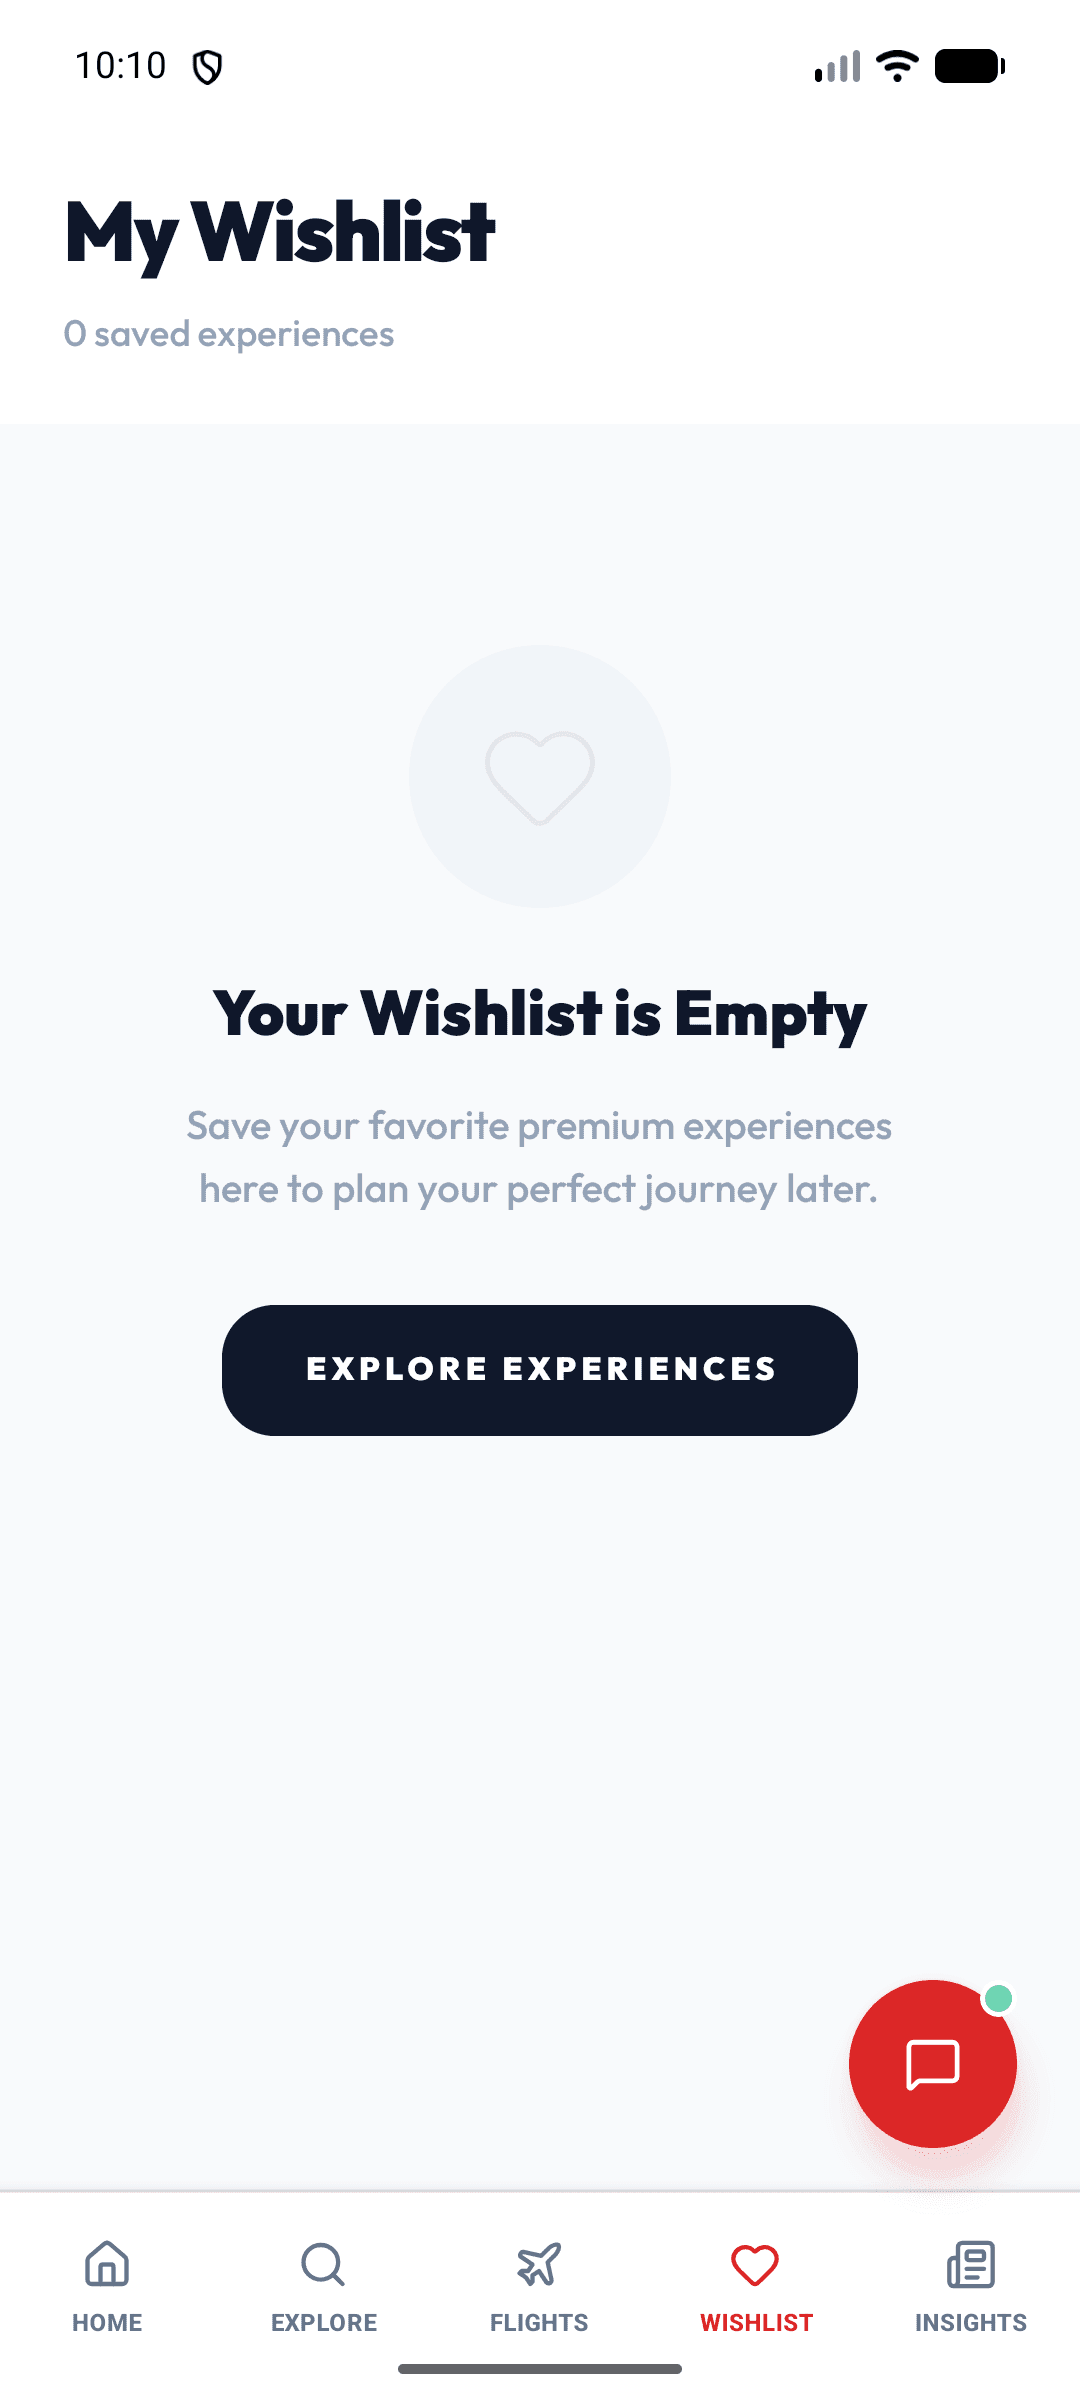 10:10
My Wishlist
0 saved experiences
Your Wishlist is Empty
Save your favorite premium experiences
here to plan your perfect journey later.
EXPLORE EXPERIENCES
HOME
EXPLORE
FLIGHTS
WISHLIST
INSIGHTS